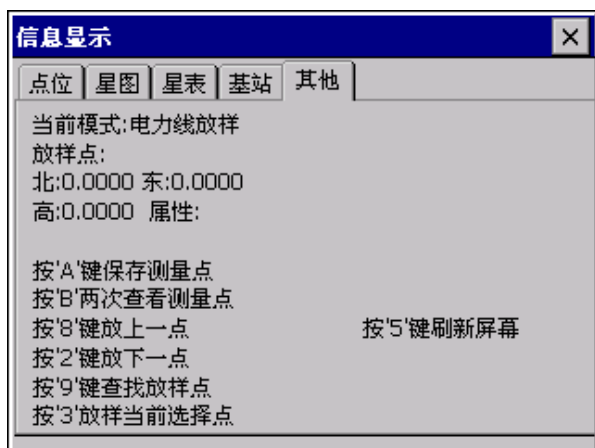 信息显示
点位 星图 星表 基站 其他
当前模式:电力线放样
放样点:
北:0.0000 东:0.0000
高:0.0000 属性:
按'A'键保存测量点
按'B'两次查看测量点
按'8'键放上一点 按'5'键刷新屏幕
按'2'键放下一点
按'9'键查找放样点
按'3'放样当前选择点